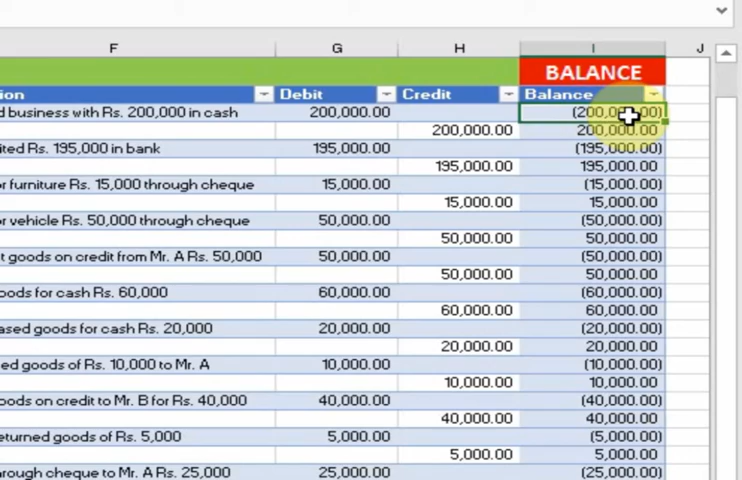 F G H I J
BALANCE
ion Debit Credit Balance
d business with Rs. 200,000 in cash 200,000.00
200,000.00 200,000.00
ited Rs. 195,000 in bank 195,000.00 (195,000.00)
195,000.00 195,000.00
or furniture Rs. 15,000 through cheque 15,000.00 (15,000.00)
15,000.00 15,000.00
or vehicle Rs. 50,000 through cheque 50,000.00 (50,000.00)
50,000.00 50,000.00
t goods on credit from Mr. A Rs. 50,000 50,000.00 (50,000.00)
50,000.00 50,000.00
oods for cash Rs. 60,000 60,000.00 (60,000.00)
60,000.00 60,000.00
ased goods for cash Rs. 20,000 20,000.00 (20,000.00)
20,000.00 20,000.00
ed goods of Rs. 10,000 to Mr. A 10,000.00 (10,000.00)
10,000.00 10,000.00
oods on credit to Mr. B for Rs. 40,000 40,000.00 (40,000.00)
40,000.00 40,000.00
eturned goods of Rs. 5,000 5,000.00 (5,000.00)
5,000.00 5,000.00
hrough cheque to Mr. A Rs. 25,000 25,000.00 (25,000.00)